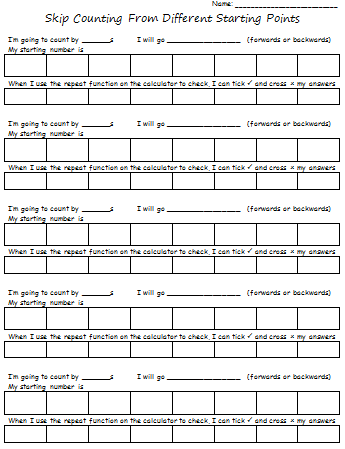 Name: ____________________________
Skip Counting From Different Starting Points
I'm going to count by ________s I will go ____________________ (forwards or backwards)
My starting number is
When I use the repeat function on the calculator to check, I can tick ✓ and cross × my answers
I'm going to count by ________s I will go ____________________ (forwards or backwards)
My starting number is
When I use the repeat function on the calculator to check, I can tick ✓ and cross × my answers
I'm going to count by ________s I will go ____________________ (forwards or backwards)
My starting number is
When I use the repeat function on the calculator to check, I can tick ✓ and cross × my answers
I'm going to count by ________s I will go ____________________ (forwards or backwards)
My starting number is
When I use the repeat function on the calculator to check, I can tick ✓ and cross × my answers
I'm going to count by ________s I will go ____________________ (forwards or backwards)
My starting number is
When I use the repeat function on the calculator to check, I can tick ✓ and cross × my answers